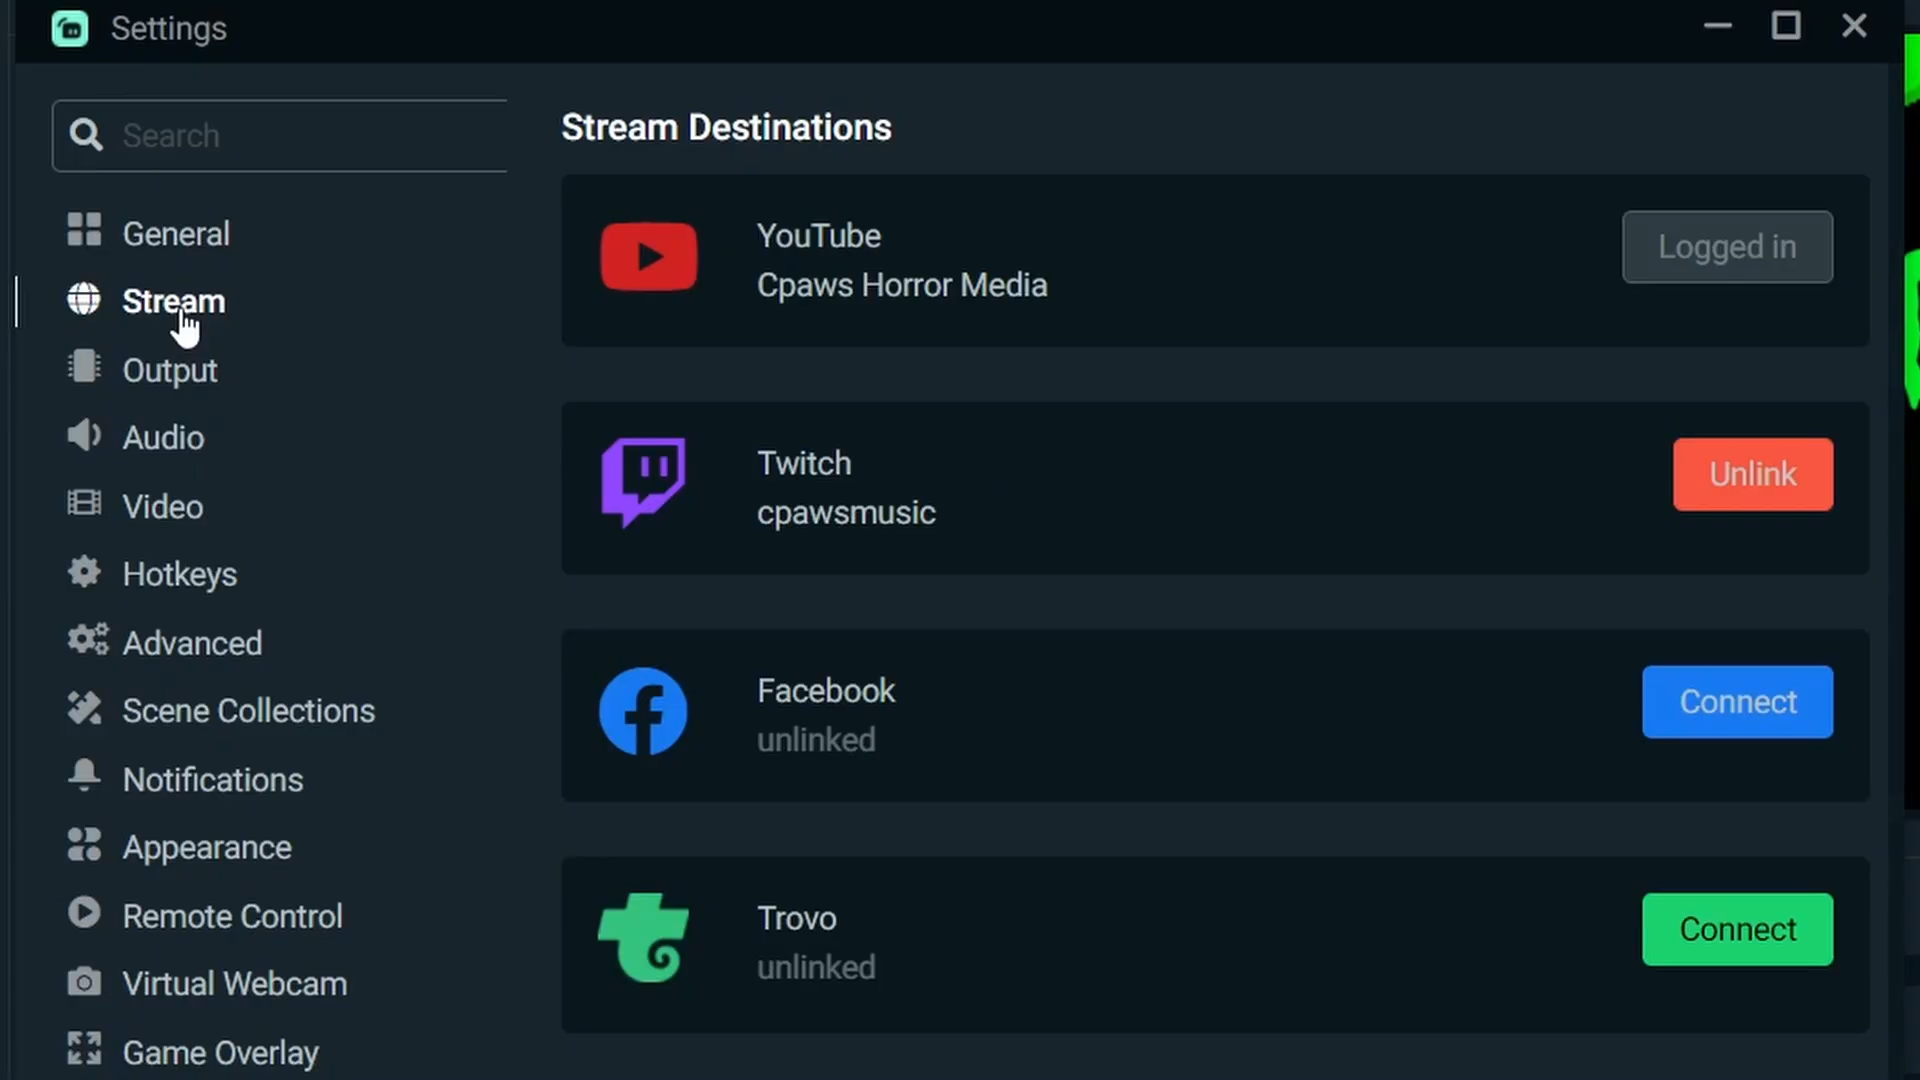 Settings
Search
General
Stream
Output
Audio
Video
Hotkeys
Advanced
Scene Collections
Notifications
Appearance
Remote Control
Virtual Webcam
Game Overlay
Stream Destinations
YouTube
Cpaws Horror Media
Logged in
Twitch
cpawsmusic
Unlink
Facebook
unlinked
Connect
Trovo
unlinked
Connect